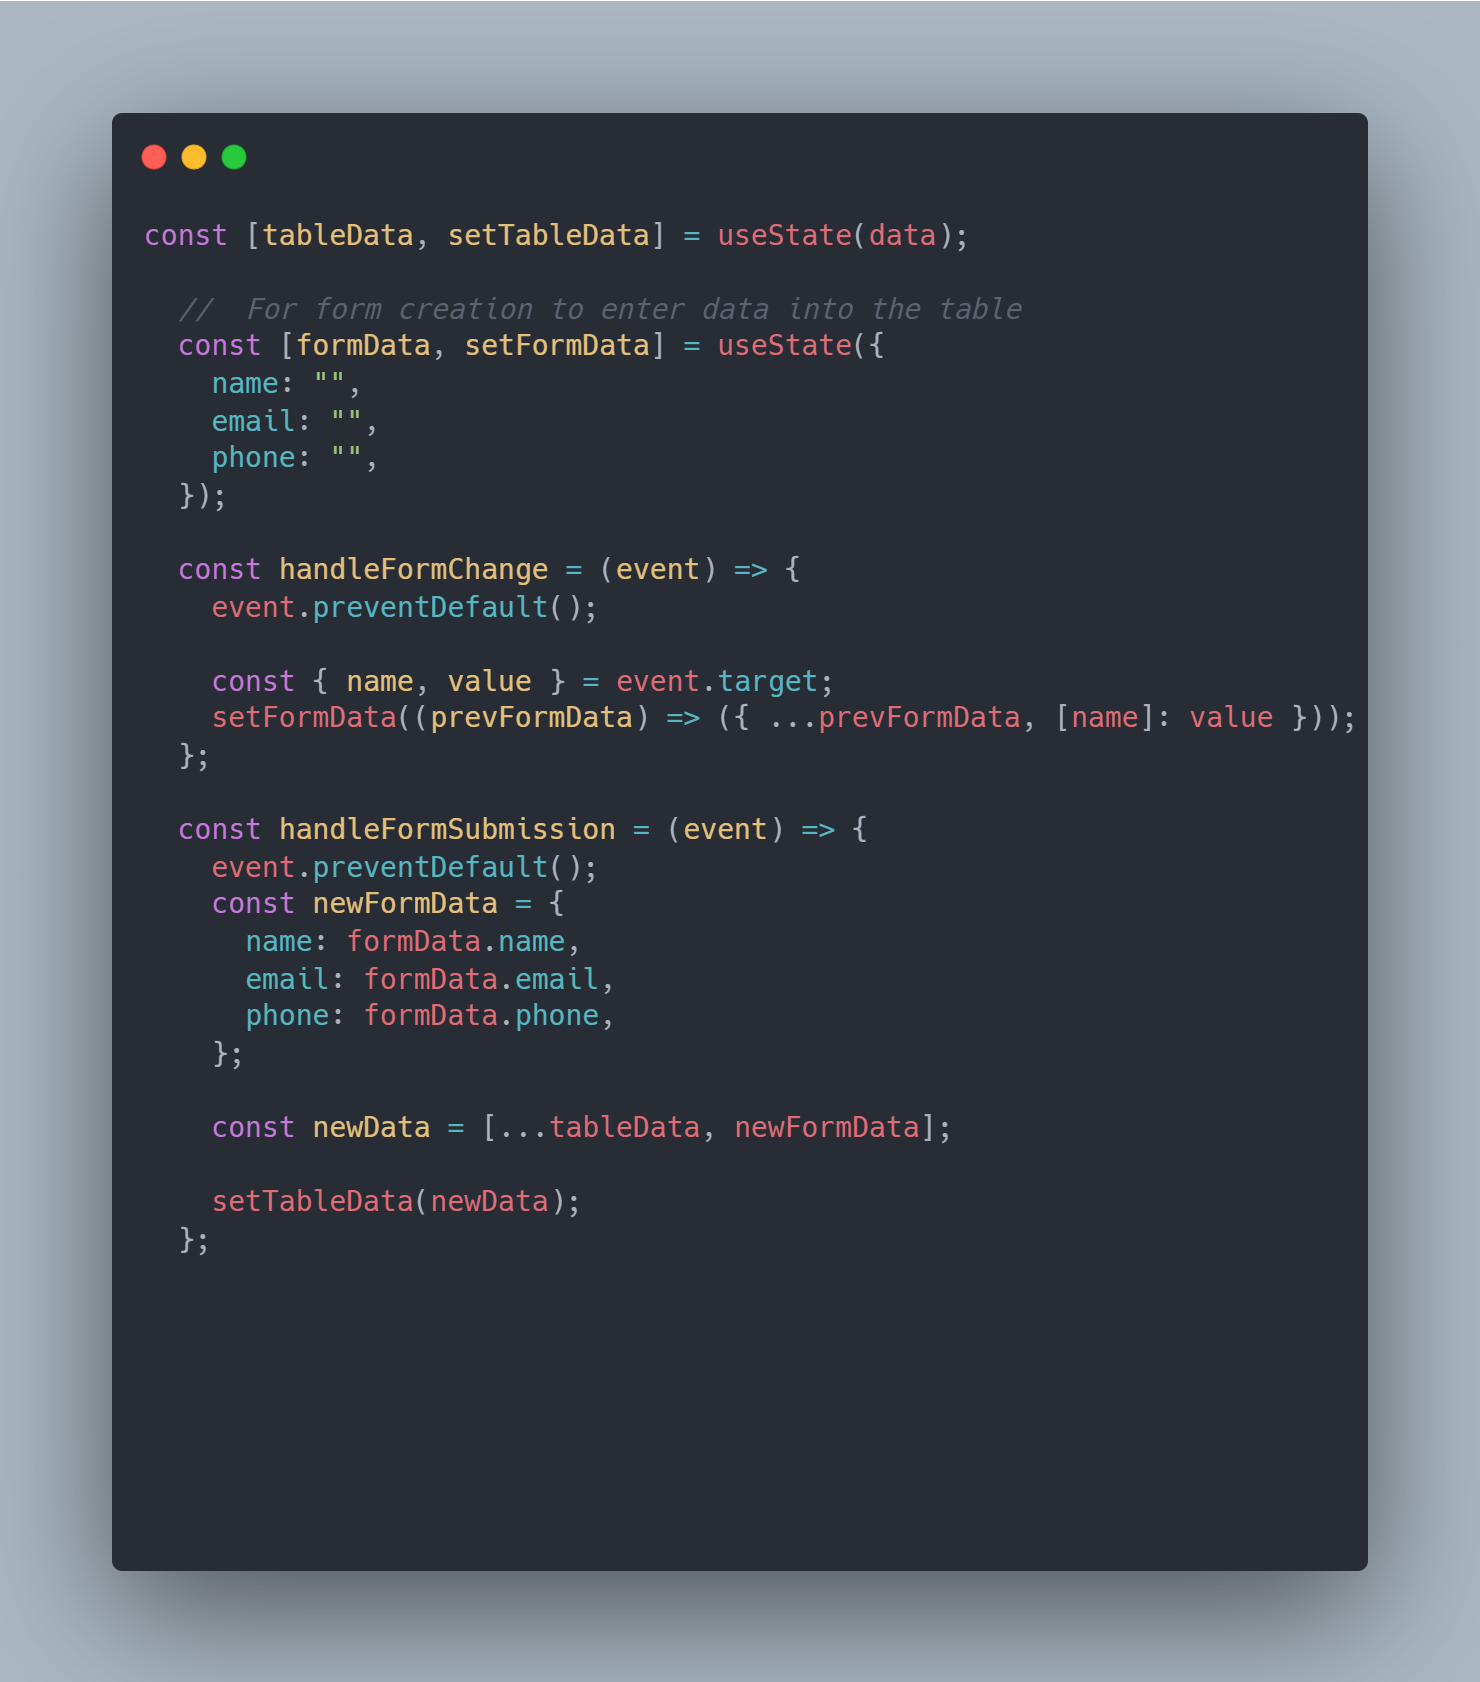 const [tableData, setTableData] = useState(data);

  //  For form creation to enter data into the table
  const [formData, setFormData] = useState({
    name: "",
    email: "",
    phone: "",
  });

  const handleFormChange = (event) => {
    event.preventDefault();

    const { name, value } = event.target;
    setFormData((prevFormData) => ({ ...prevFormData, [name]: value }));
  };

  const handleFormSubmission = (event) => {
    event.preventDefault();
    const newFormData = {
      name: formData.name,
      email: formData.email,
      phone: formData.phone,
    };

    const newData = [...tableData, newFormData];

    setTableData(newData);
  };